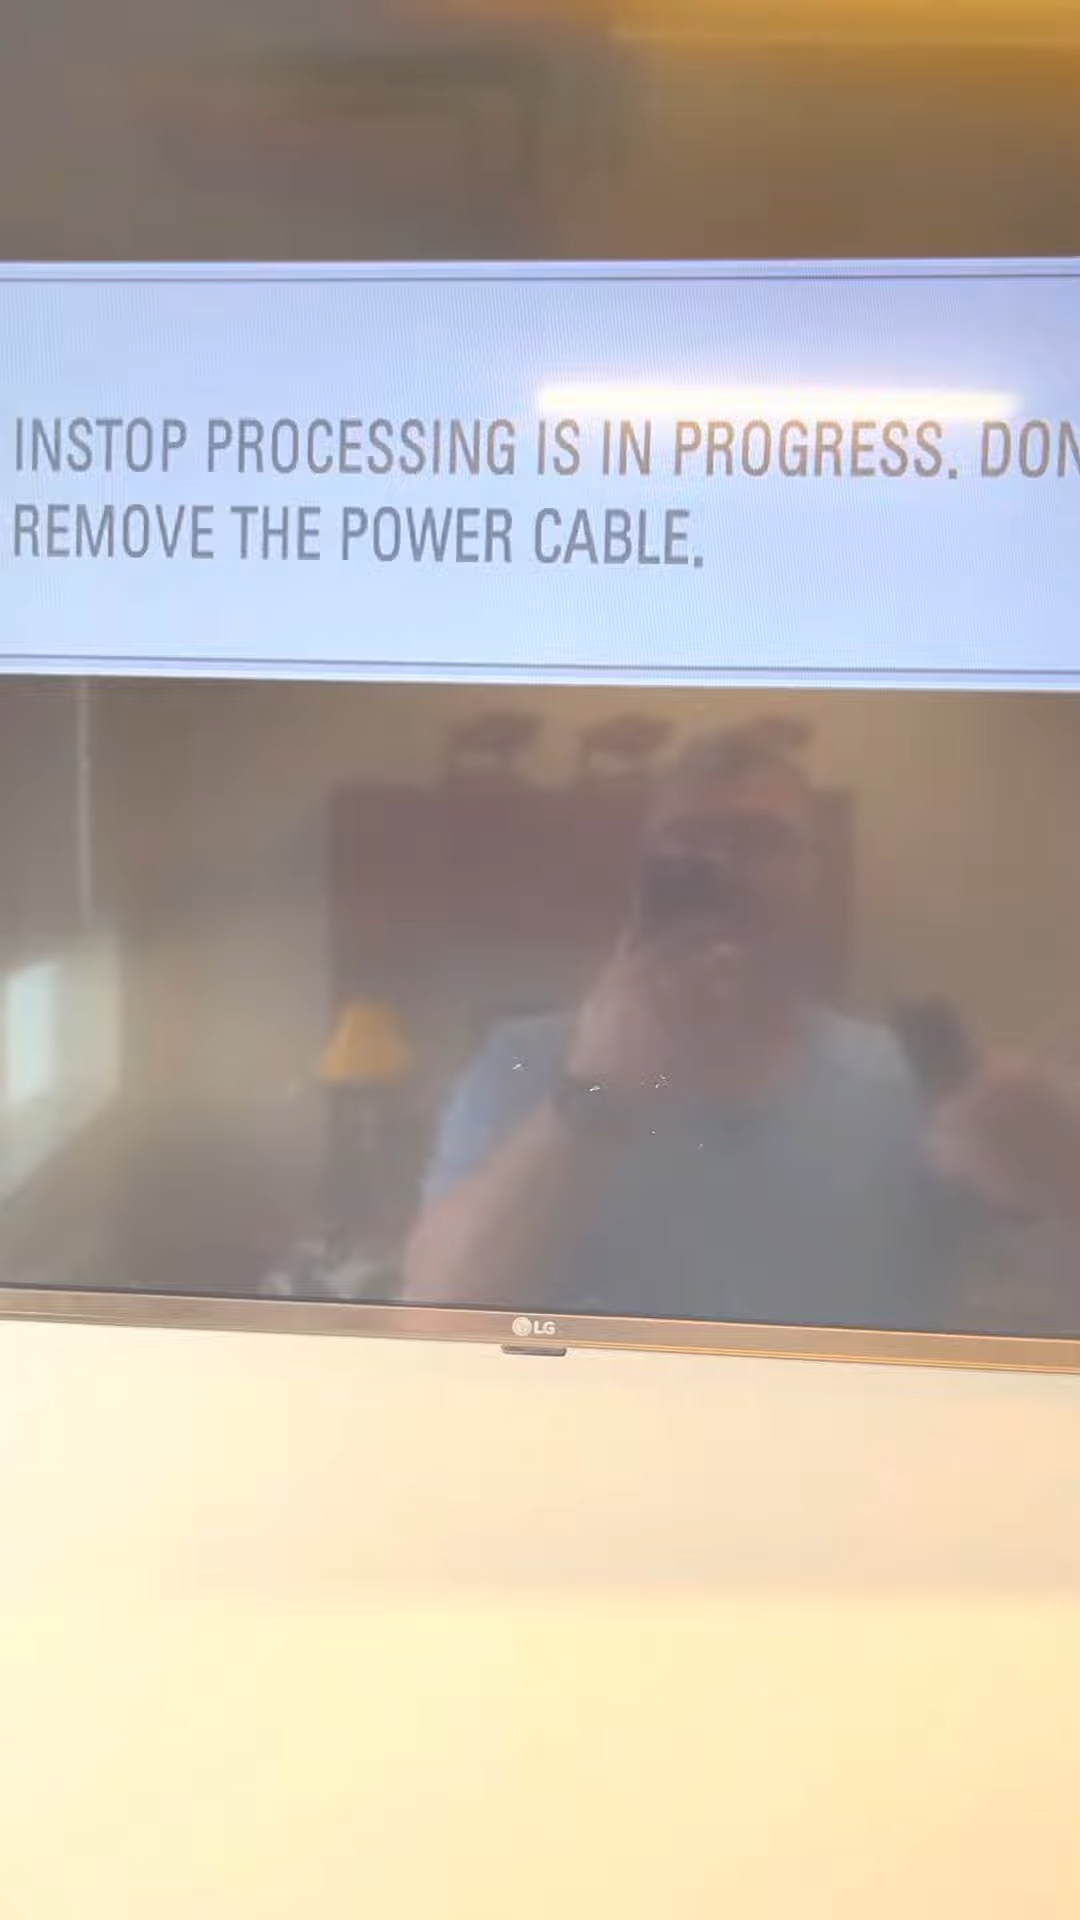 INSTOP PROCESSING IS IN PROGRESS. DON
REMOVE THE POWER CABLE.
LG